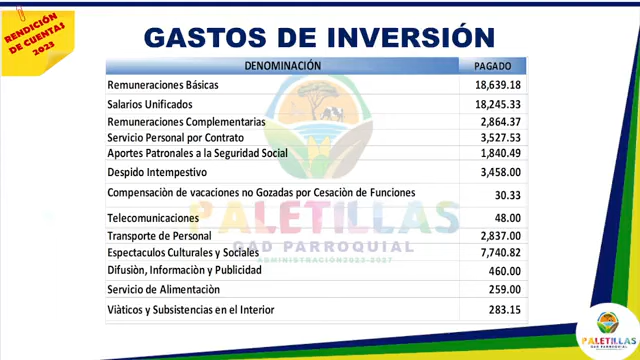 RENDICIÓN
DE CUENTAS
2023
GASTOS DE INVERSIÓN
DENOMINACIÓN PAGADO
Remuneraciones Básicas 18,639.18
Salarios Unificados 18,245.33
Remuneraciones Complementarias 2,864.37
Servicio Personal por Contrato 3,527.53
Aportes Patronales a la Seguridad Social 1,840.49
Despido Intempestivo 3,458.00
Compensaciòn de vacaciones no Gozadas por Cesaciòn de Funciones 30.33
Telecomunicaciones 48.00
Transporte de Personal 2,837.00
Espectaculos Culturales y Sociales 7,740.82
Difusiòn, Informaciòn y Publicidad 460.00
Servicio de Alimentaciòn 259.00
Viàticos y Subsistencias en el Interior 283.15
PALETILLAS
GAD PARROQUIAL
ADMINISTRACION 2023-2027
PALETILLAS
GAD PARROQUIAL